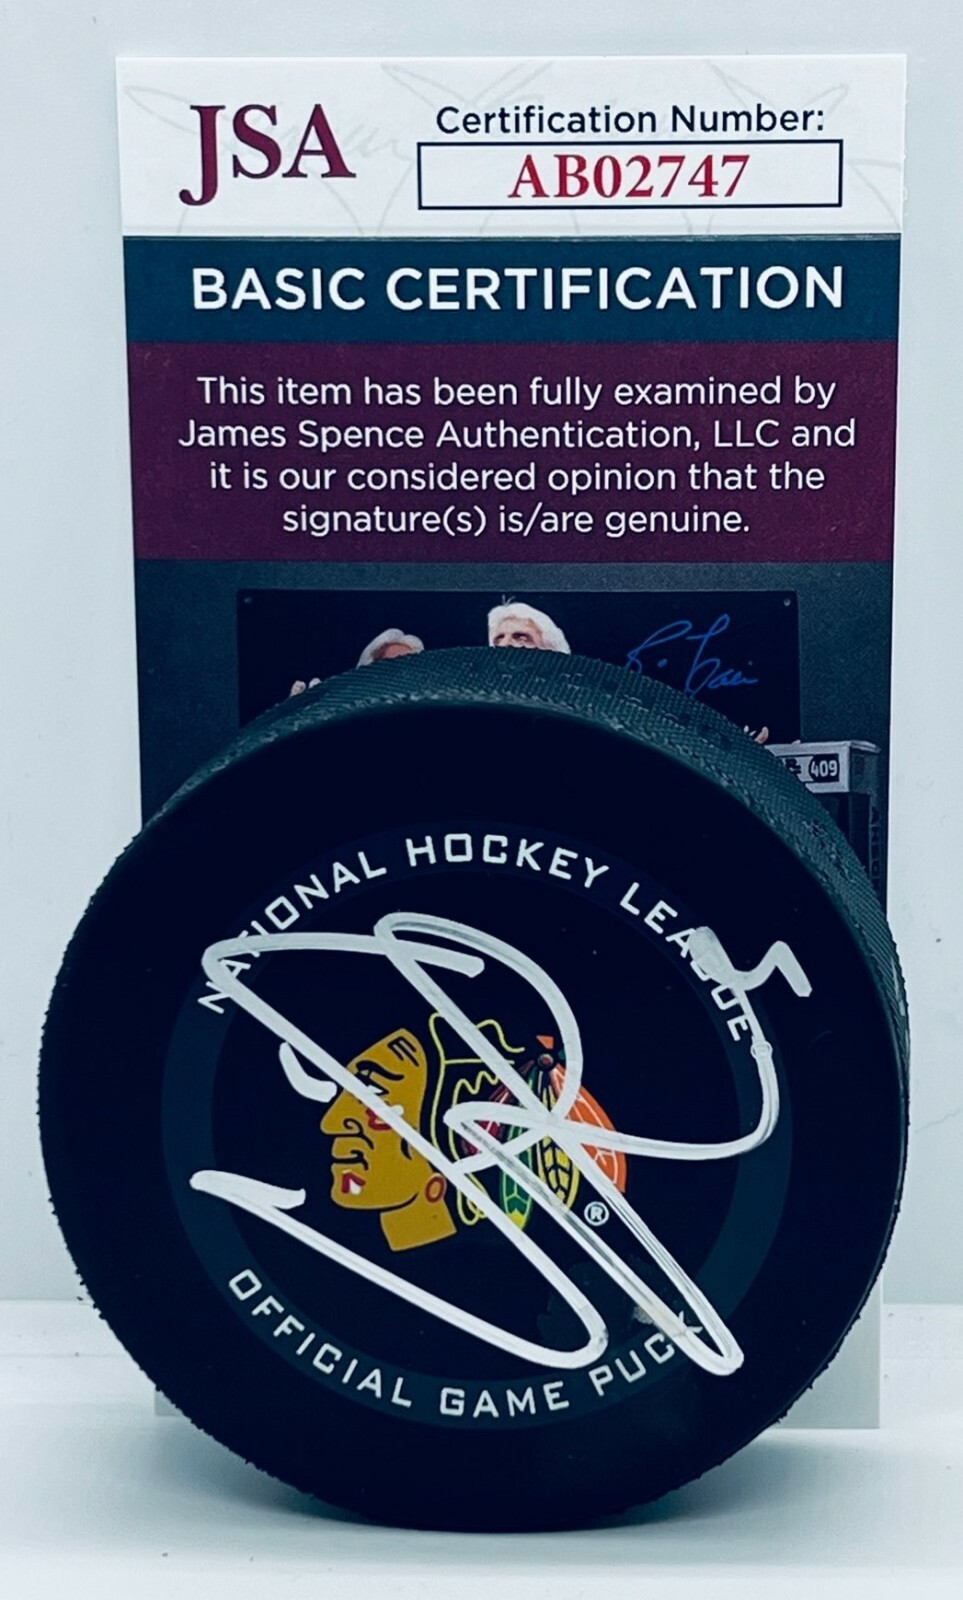 JSA
Certification Number:
AB02747
BASIC CERTIFICATION
This item has been fully examined by
James Spence Authentication, LLC and
it is our considered opinion that the
signature(s) is/are genuine.
409
NATIONAL HOCKEY LEAGUE
®
OFFICIAL GAME PUCK